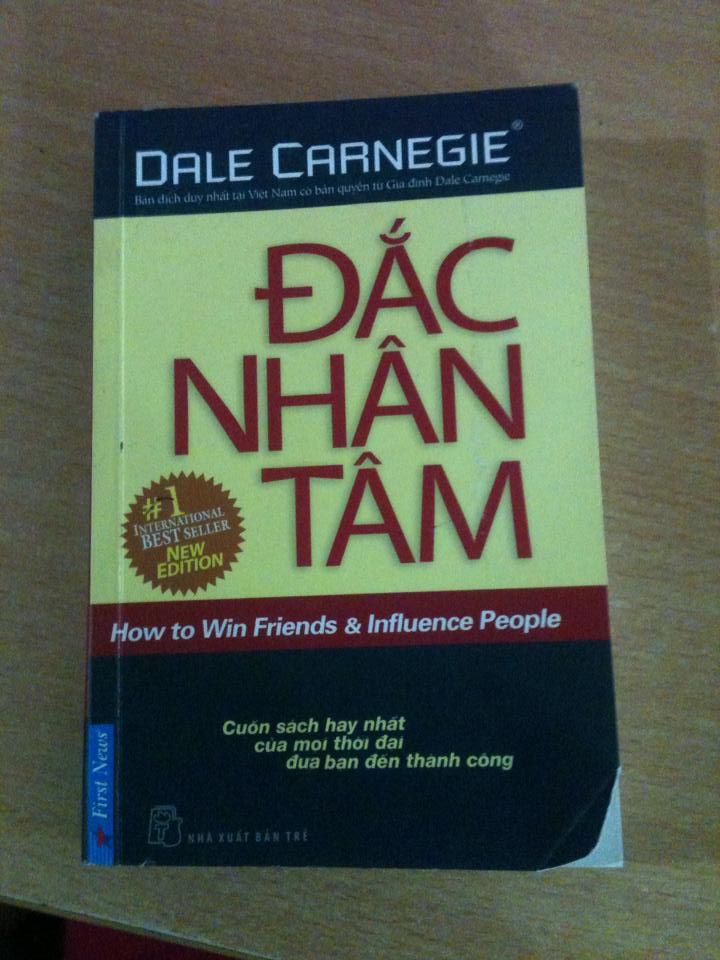 DALE CARNEGIE®
Bản dịch duy nhất tại Việt Nam có bản quyền từ Gia đình Dale Carnegie
ĐẮC
NHÂN
TÂM
#1
INTERNATIONAL
BEST SELLER
NEW
EDITION
How to Win Friends & Influence People
Cuốn sách hay nhất
của mọi thời đại
đưa bạn đến thành công
First News
NHÀ XUẤT BẢN TRẺ